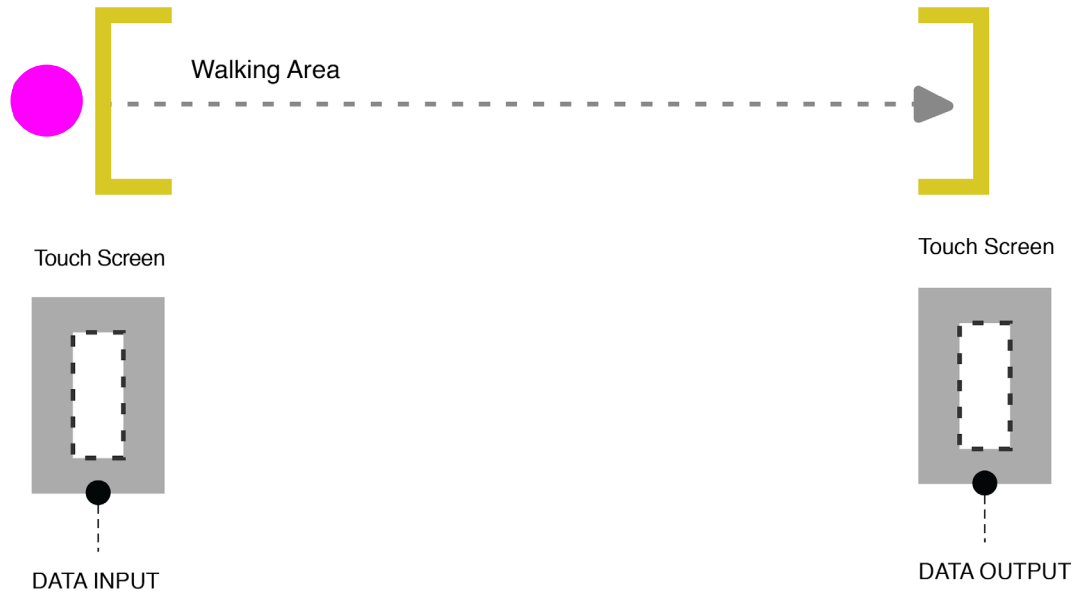 Walking Area
Touch Screen
Touch Screen
DATA INPUT
DATA OUTPUT